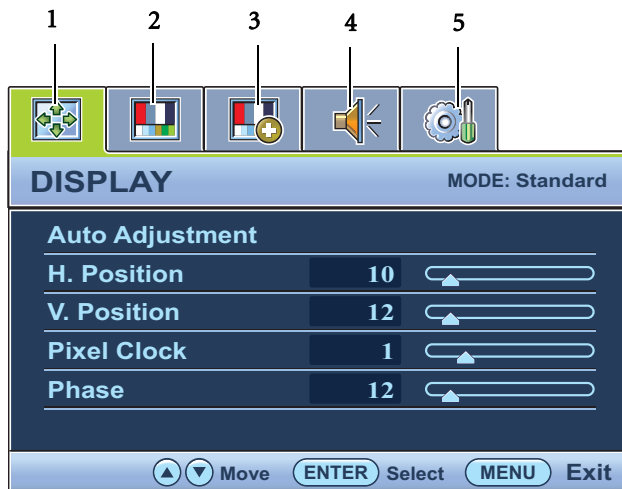 1 2 3 4 5
DISPLAY MODE: Standard
Auto Adjustment
H. Position 10
V. Position 12
Pixel Clock 1
Phase 12
Move ENTER Select MENU Exit